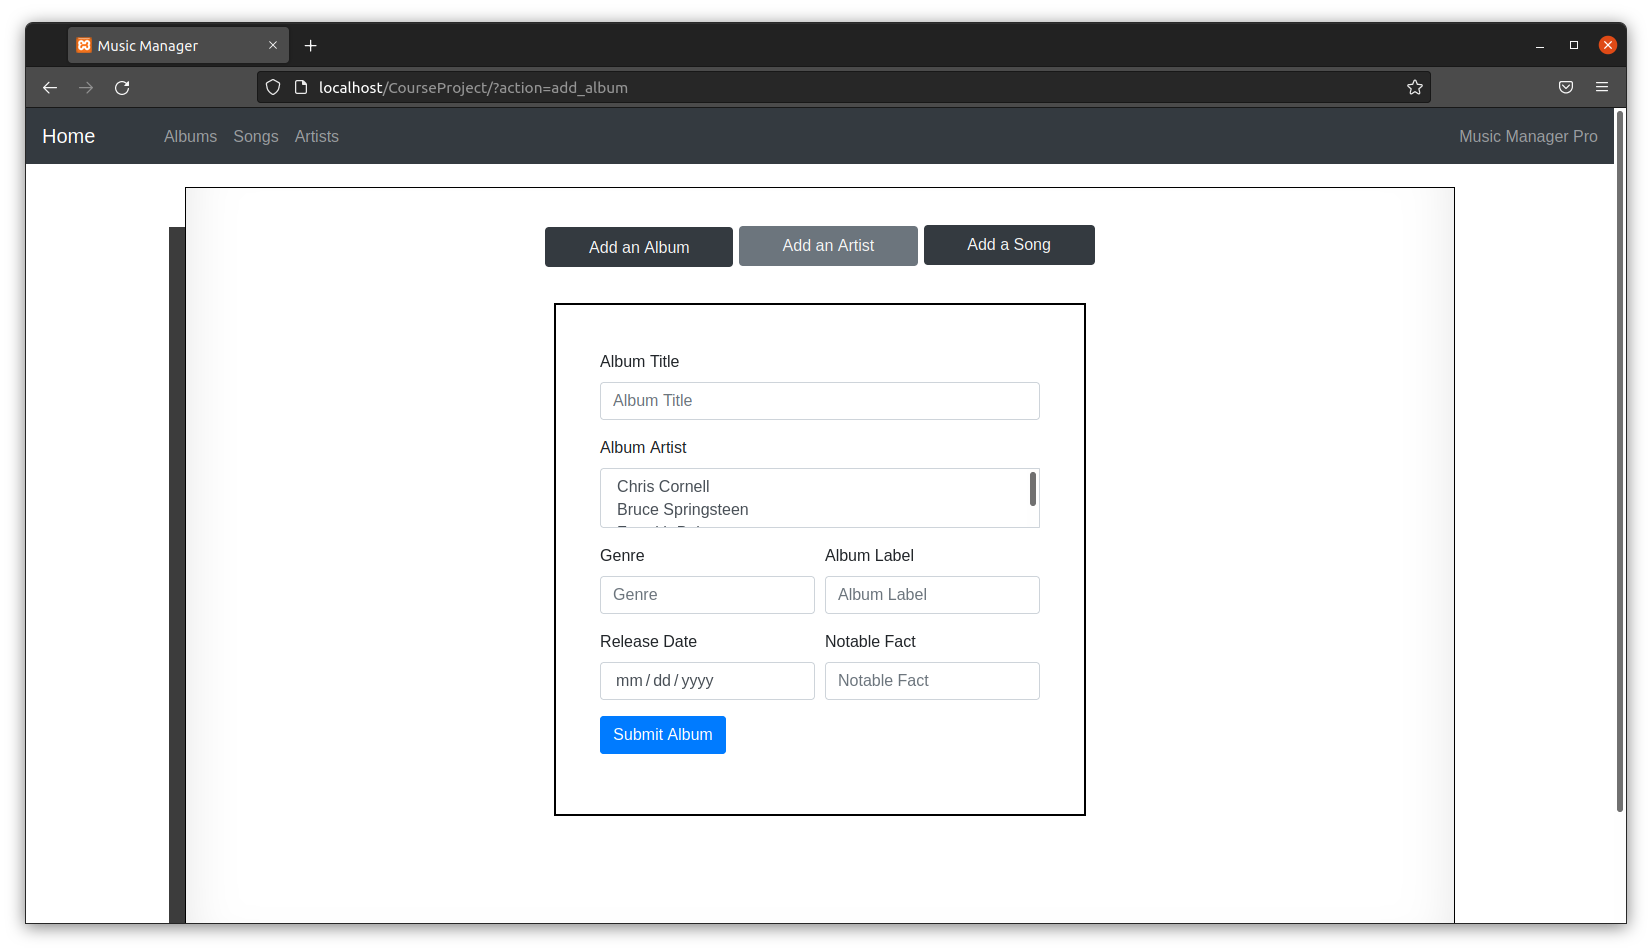 Music Manager
localhost/CourseProject/?action=add_album
Home Albums Songs Artists Music Manager Pro
Add an Album Add an Artist Add a Song
Album Title
Album Title
Album Artist
Chris Cornell
Bruce Springsteen
Genre Album Label
Genre Album Label
Release Date Notable Fact
mm/dd/yyyy Notable Fact
Submit Album